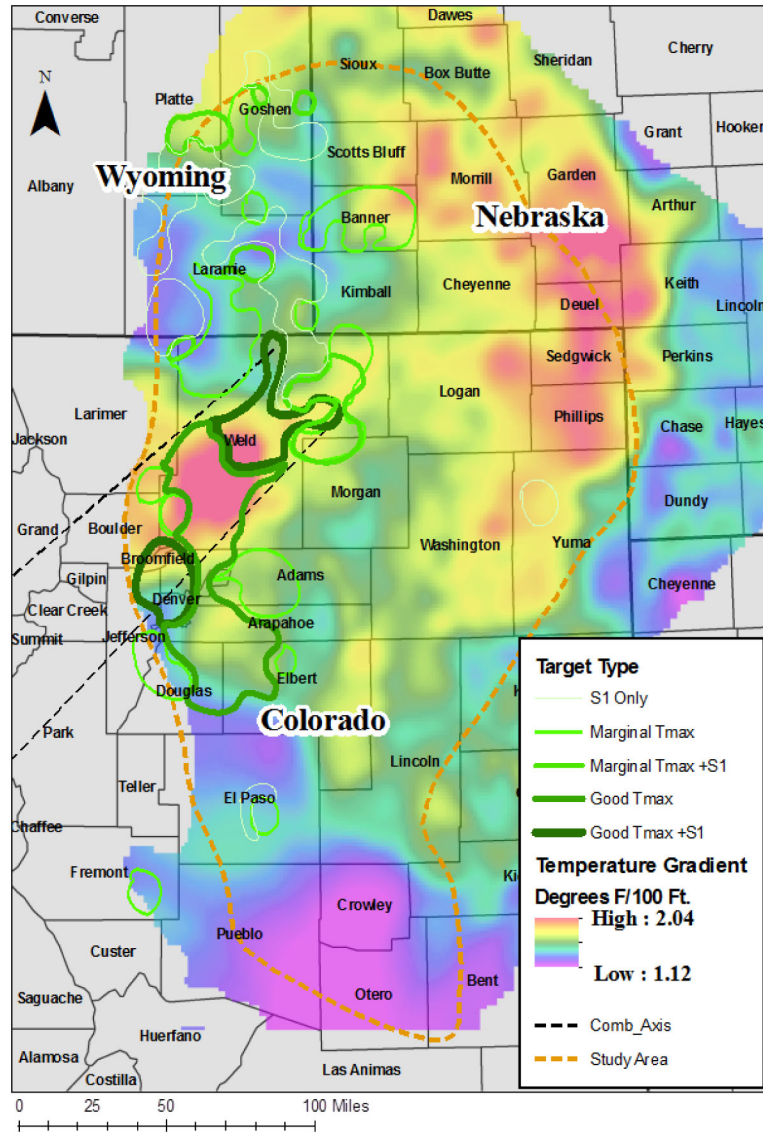 Converse
Dawes
Sheridan
Cherry
Sioux
Box Butte
N
Platte
Goshen
Grant
Hooker
Scotts Bluff
Albany
Wyoming
Morrill
Garden
Arthur
Banner
Nebraska
Laramie
Kimball
Cheyenne
Keith
Lincoln
Deuel
Sedgwick
Perkins
Larimer
Logan
Phillips
Chase
Hayes
Jackson
Weld
Morgan
Dundy
Grand
Boulder
Washington
Yuma
Broomfield
Gilpin
Adams
Cheyenne
Denver
Clear Creek
Summit
Jefferson
Arapahoe
Elbert
Douglas
Colorado
Park
Lincoln
Teller
El Paso
Chaffee
Fremont
Ki
Crowley
Pueblo
Custer
Bent
Otero
Saguache
Huerfano
Alamosa
Las Animas
Costilla
Target Type
S1 Only
Marginal Tmax
Marginal Tmax +S1
Good Tmax
Good Tmax +S1
Temperature Gradient
Degrees F/100 Ft.
High : 2.04
Low : 1.12
Comb_Axis
Study Area
0 25 50 100 Miles